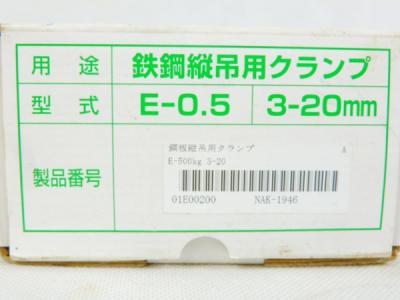 用途 鉄鋼縦吊用クランプ
型式 E-0.5 3-20mm
製品番号
鋼板縦吊用クランプ A
E-500kg 3-20
01E00200 NAK-1946